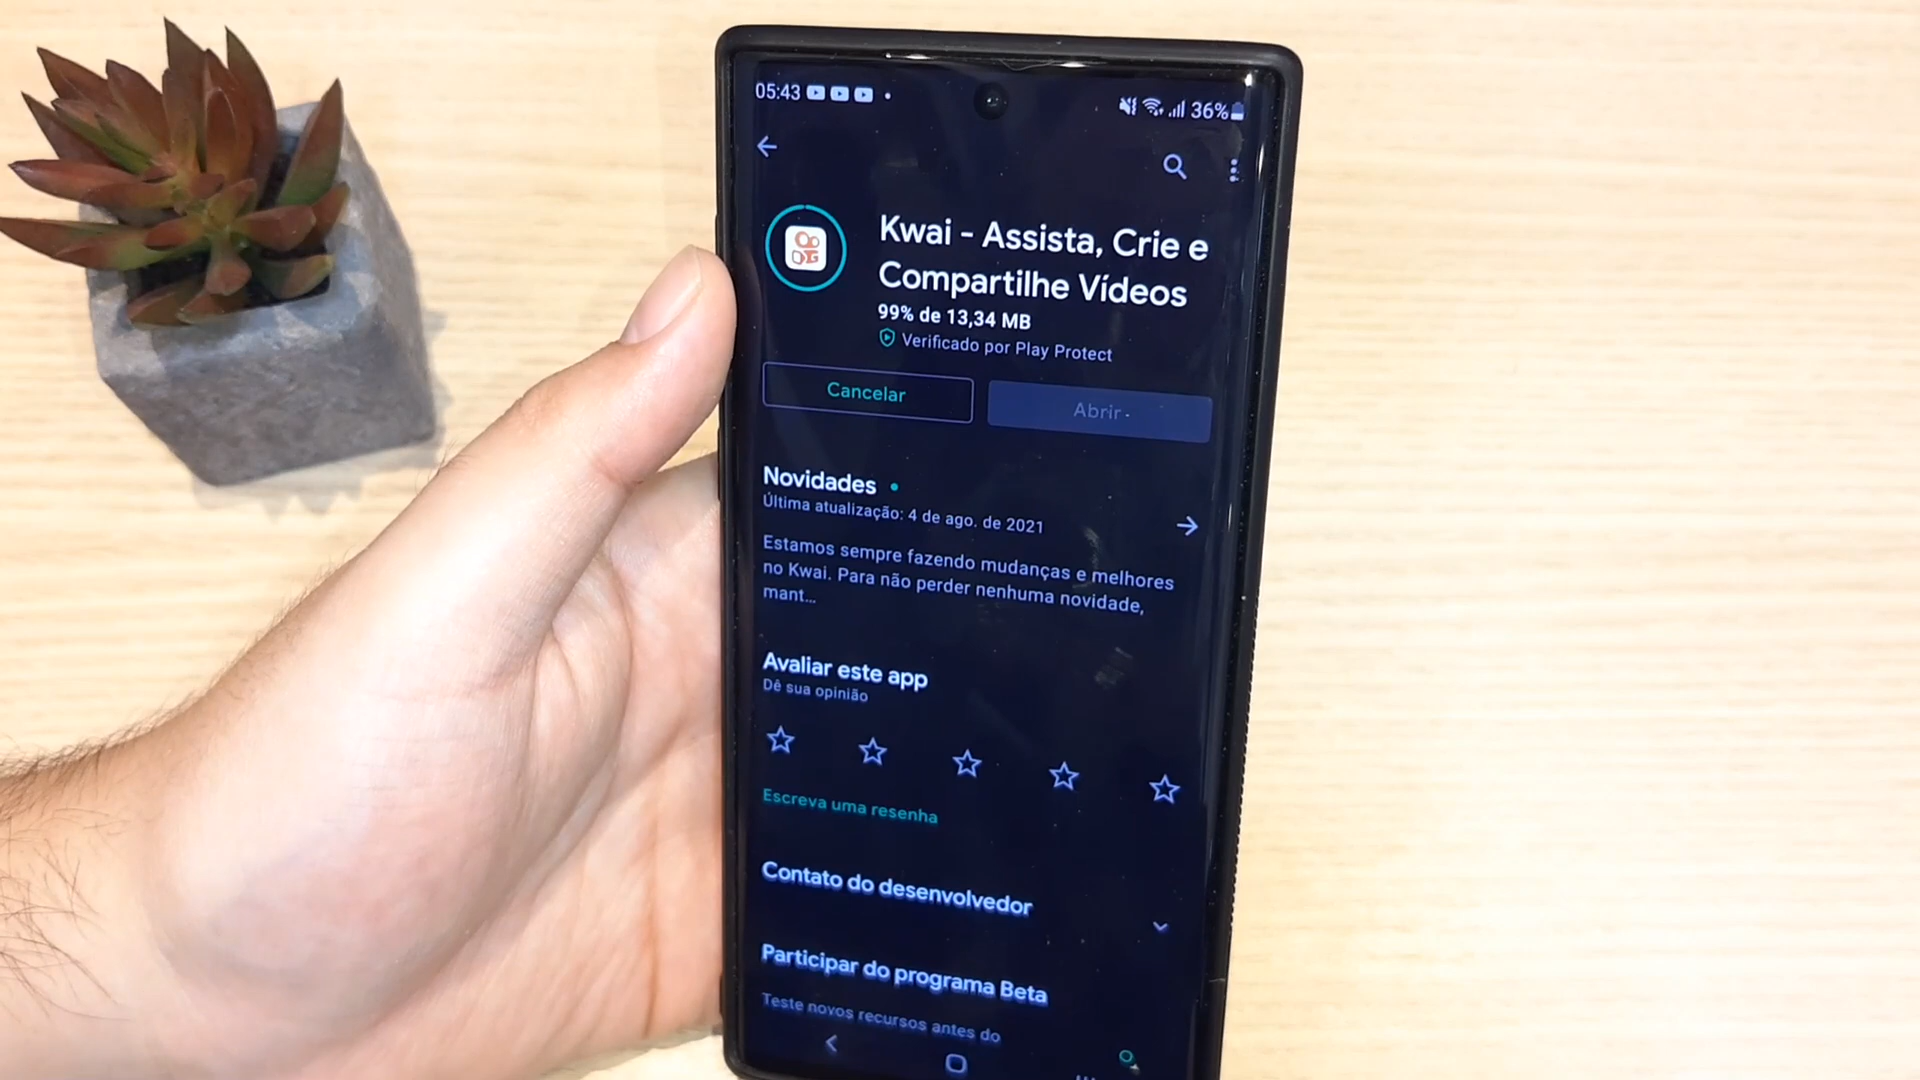 05:43
36%
Kwai - Assista, Crie e
Compartilhe Vídeos
99% de 13,34 MB
Verificado por Play Protect
Cancelar
Abrir
Novidades
Última atualização: 4 de ago. de 2021
Estamos sempre fazendo mudanças e melhores
no Kwai. Para não perder nenhuma novidade,
mant...
Avaliar este app
Dê sua opinião
Escreva uma resenha
Contato do desenvolvedor
Participar do programa Beta
Teste novos recursos antes do